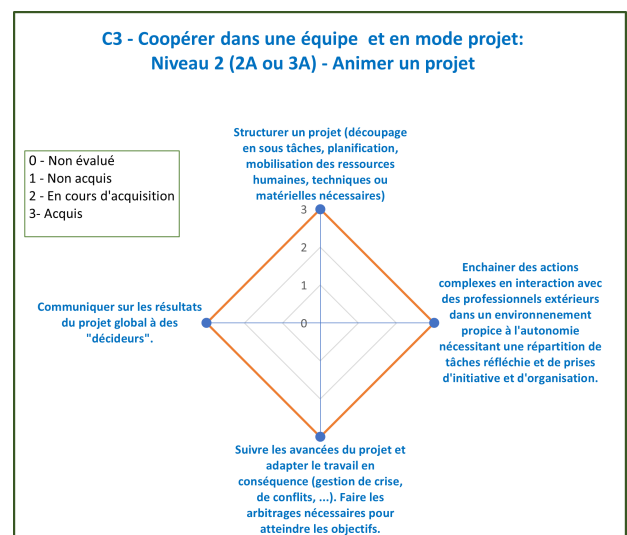 C3 - Coopérer dans une équipe  et en mode projet:
Niveau 2 (2A ou 3A) - Animer un projet
Structurer un projet (découpage
en sous tâches, planification,
mobilisation des ressources
humaines, techniques ou
matérielles nécessaires)
0 - Non évalué
1 - Non acquis
2 - En cours d'acquisition
3- Acquis
3
2
1
0
Enchainer des actions
complexes en interaction avec
des professionnels extérieurs
dans un environnenement
propice à l'autonomie
nécessitant une répartition de
tâches réfléchie et de prises
d'initiative et d'organisation.
Communiquer sur les résultats
du projet global à des
"décideurs".
Suivre les avancées du projet et
adapter le travail en
conséquence (gestion de crise,
de conflits, ...). Faire les
arbitrages nécessaires pour
atteindre les objectifs.